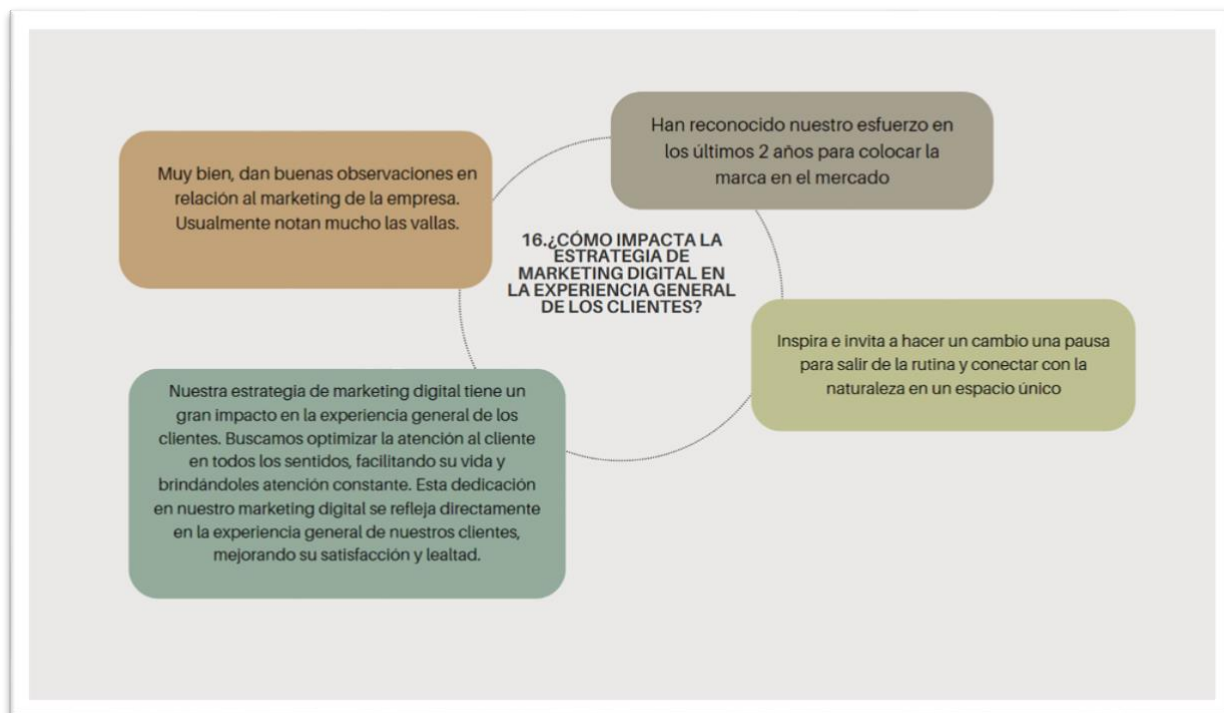 Muy bien, dan buenas observaciones en
relación al marketing de la empresa.
Usualmente notan mucho las vallas.
Han reconocido nuestro esfuerzo en
los últimos 2 años para colocar la
marca en el mercado
16.¿CÓMO IMPACTA LA
ESTRATEGIA DE
MARKETING DIGITAL EN
LA EXPERIENCIA GENERAL
DE LOS CLIENTES?
Inspira e invita a hacer un cambio una pausa
para salir de la rutina y conectar con la
naturaleza en un espacio único
Nuestra estrategia de marketing digital tiene un
gran impacto en la experiencia general de los
clientes. Buscamos optimizar la atención al cliente
en todos los sentidos, facilitando su vida y
brindándoles atención constante. Esta dedicación
en nuestro marketing digital se refleja directamente
en la experiencia general de nuestros clientes,
mejorando su satisfacción y lealtad.